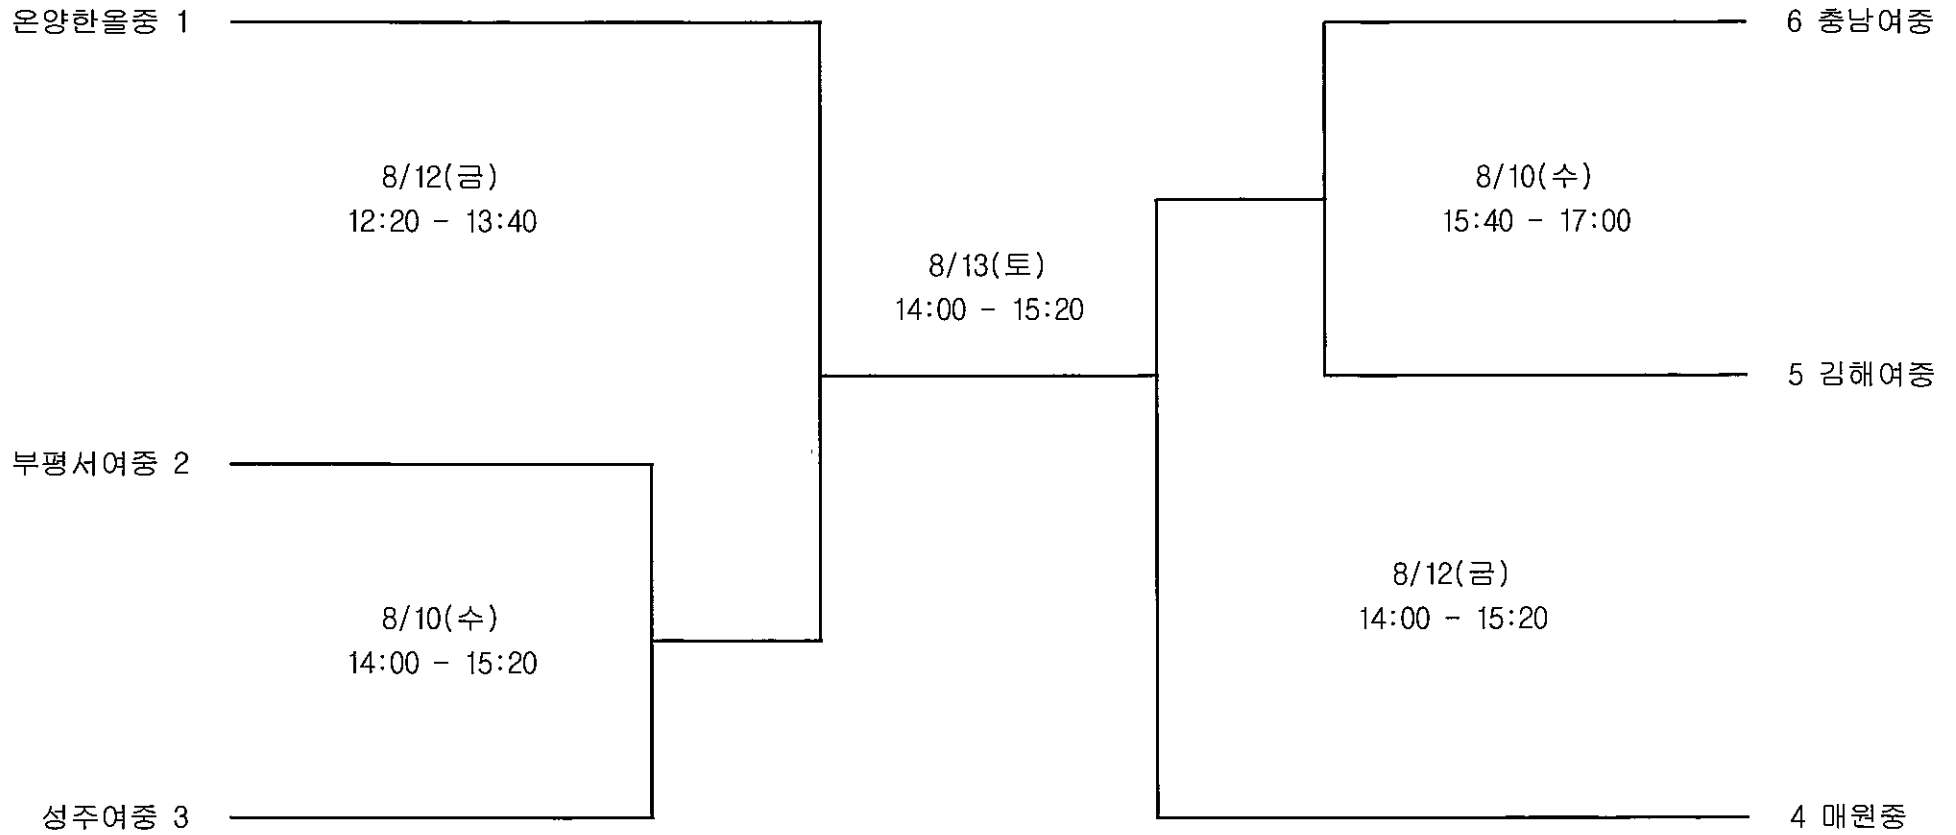 온양한올중 1
6 충남여중
8/12(금)
12:20 - 13:40
8/10(수)
15:40 - 17:00
8/13(토)
14:00 - 15:20
5 김해여중
부평서여중 2
8/10(수)
14:00 - 15:20
8/12(금)
14:00 - 15:20
성주여중 3
4 매원중